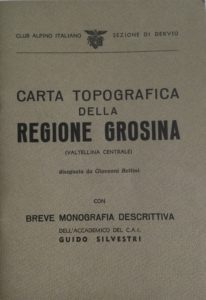 CLUB ALPINO ITALIANO SEZIONE DI DERVIO
CARTA TOPOGRAFICA
DELLA
REGIONE GROSINA
(VALTELLINA CENTRALE)
disegnata da Giovanni Bettini
CON
BREVE MONOGRAFIA DESCRITTIVA
DELL'ACCADEMICO DEL C.A.I.
GUIDO SILVESTRI